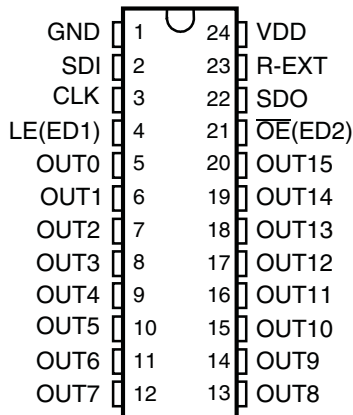 GND 1 24 VDD
SDI 2 23 R-EXT
CLK 3 22 SDO
LE(ED1) 4 21 O̅E̅(ED2)
OUT0 5 20 OUT15
OUT1 6 19 OUT14
OUT2 7 18 OUT13
OUT3 8 17 OUT12
OUT4 9 16 OUT11
OUT5 10 15 OUT10
OUT6 11 14 OUT9
OUT7 12 13 OUT8